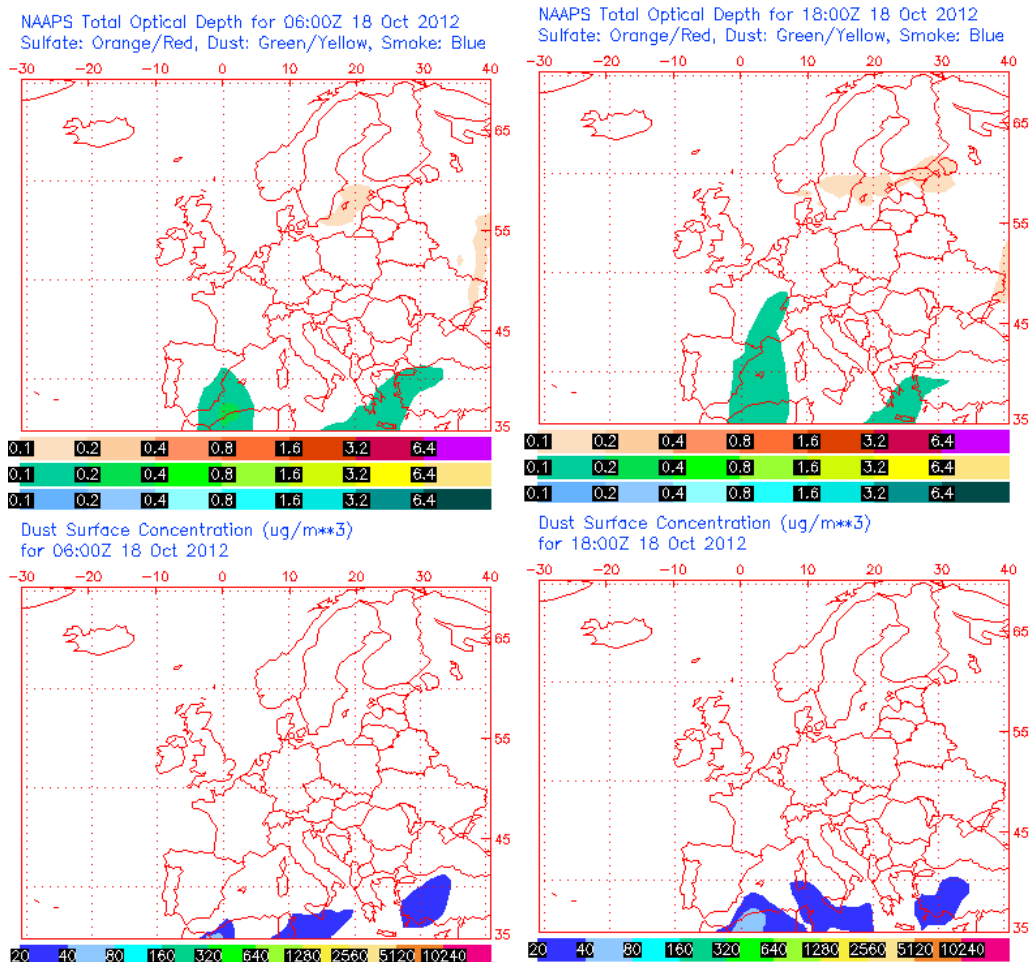 NAAPS Total Optical Depth for 06:00Z 18 Oct 2012
Sulfate: Orange/Red, Dust: Green/Yellow, Smoke: Blue
-30 -20 -10 0 10 20 30 40
65
55
45
35
0.1 0.2 0.4 0.8 1.6 3.2 6.4
0.1 0.2 0.4 0.8 1.6 3.2 6.4
0.1 0.2 0.4 0.8 1.6 3.2 6.4
NAAPS Total Optical Depth for 18:00Z 18 Oct 2012
Sulfate: Orange/Red, Dust: Green/Yellow, Smoke: Blue
-30 -20 -10 0 10 20 30 40
65
55
45
35
0.1 0.2 0.4 0.8 1.6 3.2 6.4
0.1 0.2 0.4 0.8 1.6 3.2 6.4
0.1 0.2 0.4 0.8 1.6 3.2 6.4
Dust Surface Concentration (ug/m**3)
for 06:00Z 18 Oct 2012
-30 -20 -10 0 10 20 30 40
65
55
45
35
20 40 80 160 320 640 1280 2560 5120 10240
Dust Surface Concentration (ug/m**3)
for 18:00Z 18 Oct 2012
-30 -20 -10 0 10 20 30 40
65
55
45
35
20 40 80 160 320 640 1280 2560 5120 10240